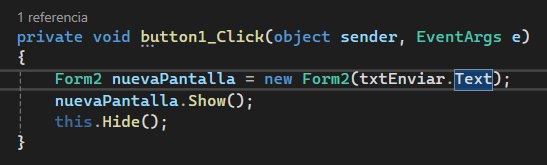 1 referencia
private void button1_Click(object sender, EventArgs e)
{
Form2 nuevaPantalla = new Form2(txtEnviar.Text);
nuevaPantalla.Show();
this.Hide();
}